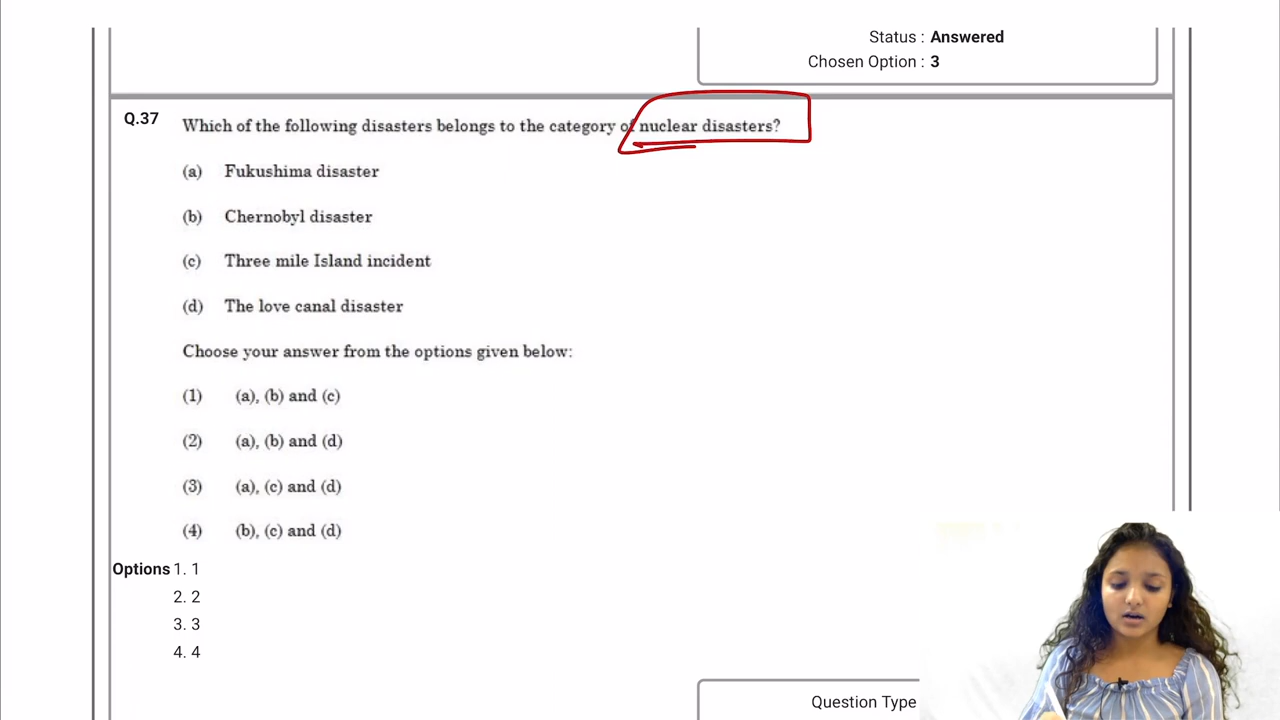 Status : Answered
Chosen Option : 3
Q.37 Which of the following disasters belongs to the category of nuclear disasters?
(a) Fukushima disaster
(b) Chernobyl disaster
(c) Three mile Island incident
(d) The love canal disaster
Choose your answer from the options given below:
(1) (a), (b) and (c)
(2) (a), (b) and (d)
(3) (a), (c) and (d)
(4) (b), (c) and (d)
Options 1. 1
2. 2
3. 3
4. 4
Question Type